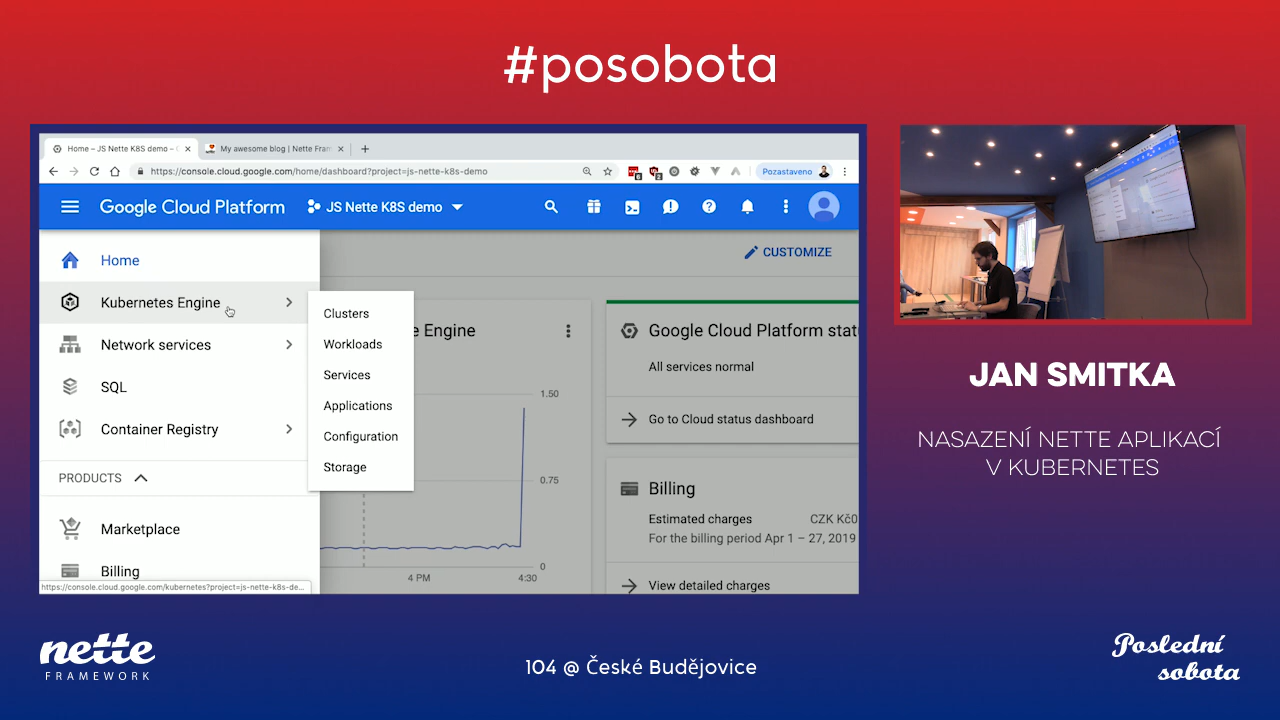 #posobota
Home – JS Nette K8S demo – G
My awesome blog | Nette Fram
https://console.cloud.google.com/home/dashboard?project=js-nette-k8s-demo
Pozastaveno
Google Cloud Platform
JS Nette K8S demo
Home
Kubernetes Engine
Network services
SQL
Container Registry
PRODUCTS
Marketplace
Billing
https://console.cloud.google.com/kubernetes?project=js-nette-k8s-de...
Clusters
Workloads
Services
Applications
Configuration
Storage
CUSTOMIZE
e Engine
1.50
0.75
0
4 PM
4:30
Google Cloud Platform stat
All services normal
Go to Cloud status dashboard
Billing
Estimated charges
CZK Kč0
For the billing period Apr 1 – 27, 2019
View detailed charges
JAN SMITKA
NASAZENÍ NETTE APLIKACÍ
V KUBERNETES
nette
FRAMEWORK
104 @ České Budějovice
Poslední
sobota